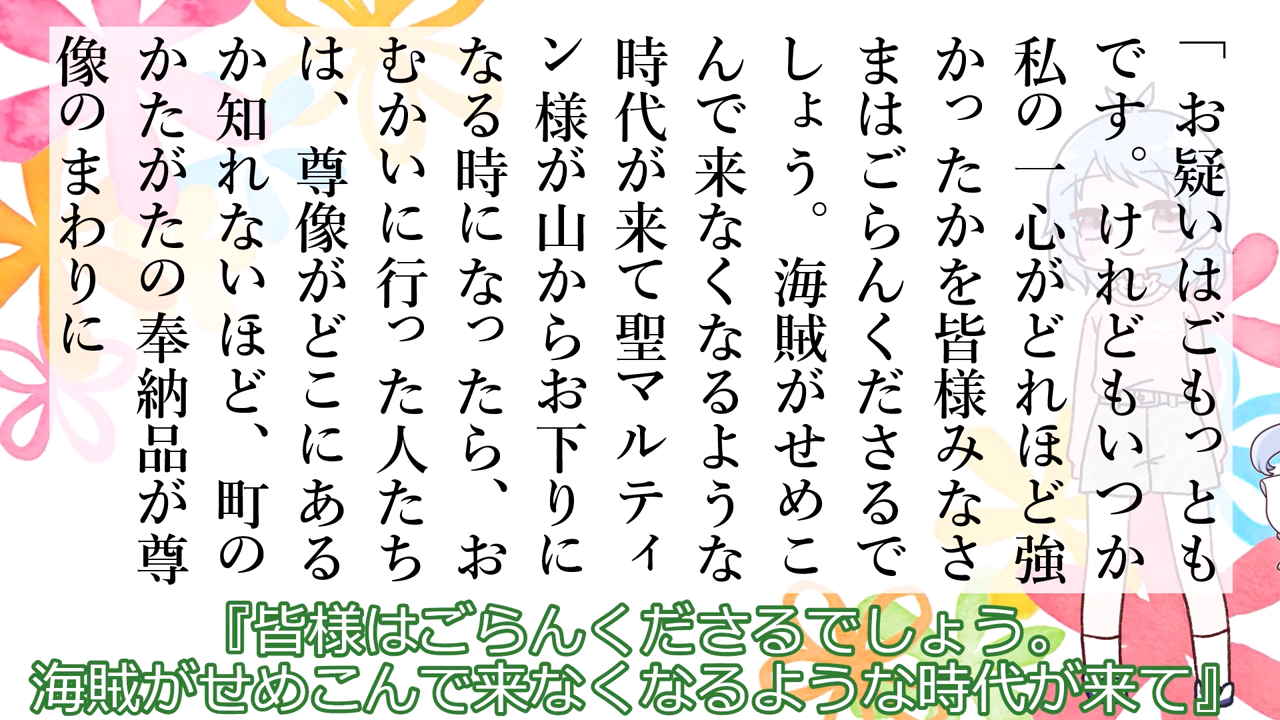 「お疑いはごもっとも
です。けれどもいつか
私の一心がどれほど強
かったかを皆様みなさ
まはごらんくださるで
しょう。海賊がせめこ
んで来なくなるような
時代が来て聖マルティ
ン様が山からお下りに
なる時になったら、お
むかいに行った人たち
は、尊像がどこにある
か知れないほど、町の
かたがたの奉納品が尊
像のまわりに
『皆様はごらんくださるでしょう。
海賊がせめこんで来なくなるような時代が来て』